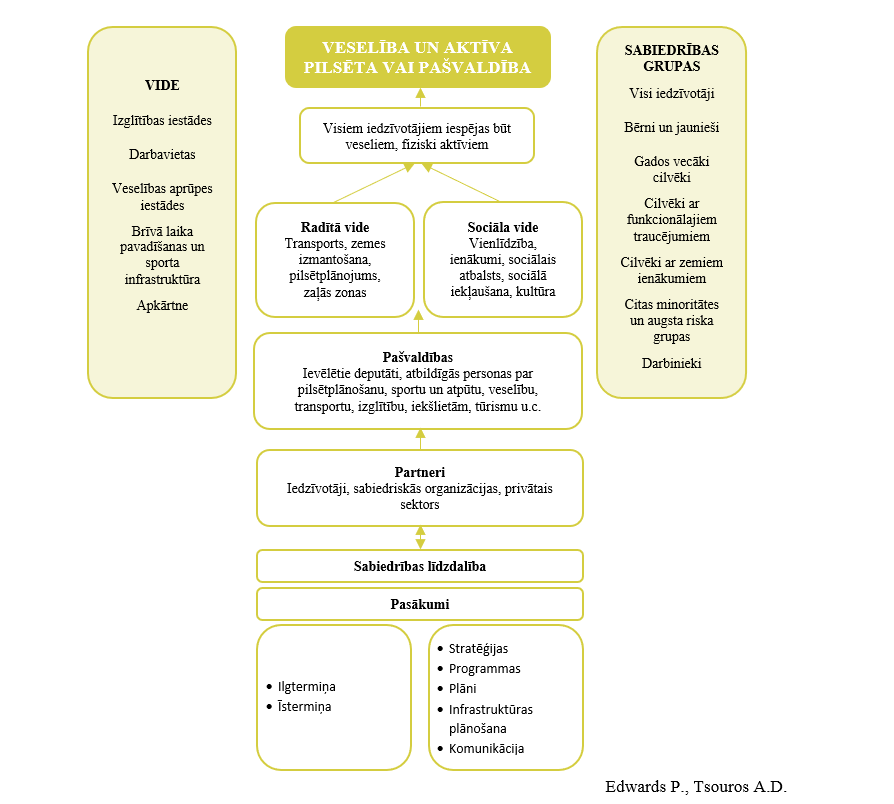 VIDE
Izglītības iestādes
Darbavietas
Veselības aprūpes
iestādes
Brīvā laika
pavadīšanas un
sporta
infrastruktūra
Apkārtne
VESELĪBA UN AKTĪVA
PILSĒTA VAI PAŠVALDĪBA
Visiem iedzīvotājiem iespējas būt
veseliem, fiziski aktīviem
Radītā vide
Transports, zemes
izmantošana,
pilsētplānojums,
zaļās zonas
Sociāla vide
Vienlīdzība,
ienākumi, sociālais
atbalsts, sociālā
iekļaušana, kultūra
Pašvaldības
Ievēlētie deputāti, atbildīgās personas par
pilsētplānošanu, sportu un atpūtu, veselību,
transportu, izglītību, iekšlietām, tūrismu u.c.
Partneri
Iedzīvotāji, sabiedriskās organizācijas, privātais
sektors
Sabiedrības līdzdalība
Pasākumi
• Ilgtermiņa
• Īstermiņa
• Stratēģijas
• Programmas
• Plāni
• Infrastruktūras
plānošana
• Komunikācija
SABIEDRĪBAS
GRUPAS
Visi iedzīvotāji
Bērni un jaunieši
Gados vecāki
cilvēki
Cilvēki ar
funkcionālajiem
traucējumiem
Cilvēki ar zemiem
ienākumiem
Citas minoritātes
un augsta riska
grupas
Darbinieki
Edwards P., Tsouros A.D.